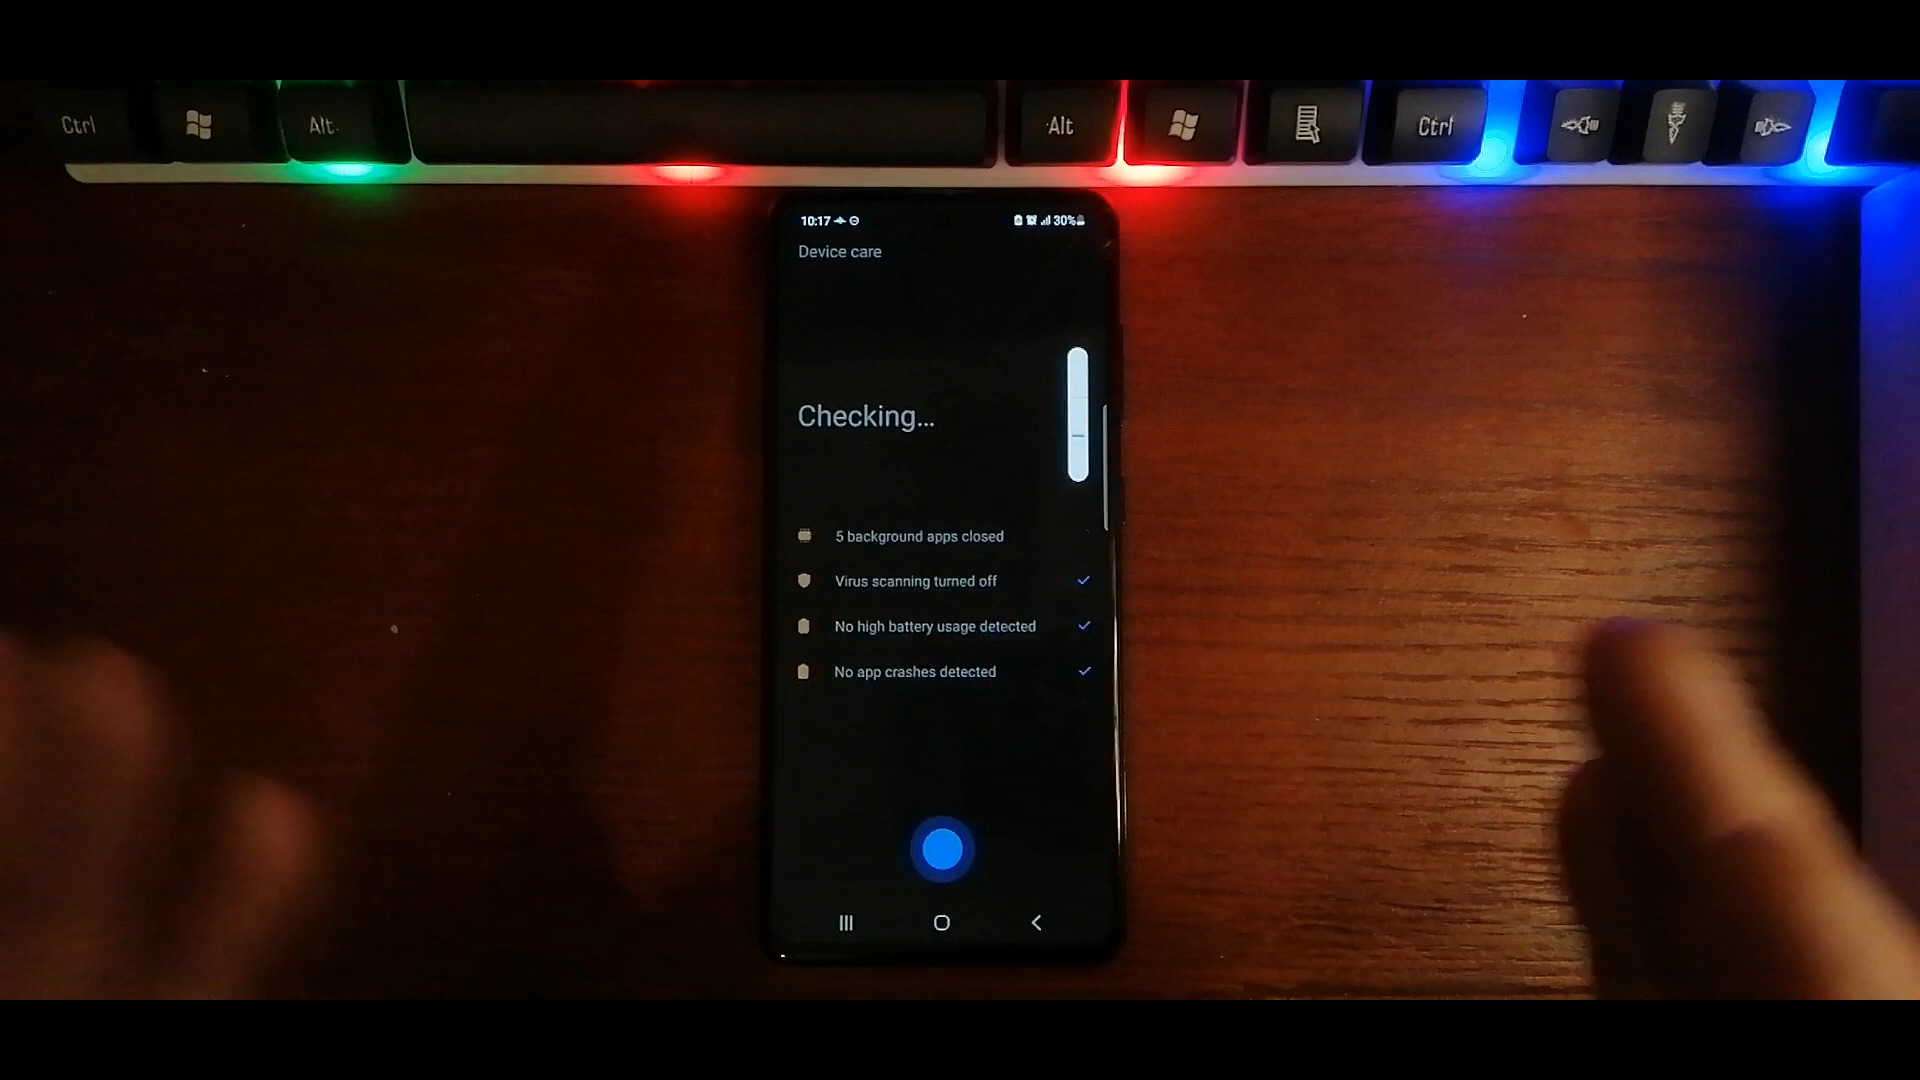 Ctrl
Alt
Alt
Ctrl
10:17
30%
Device care
Checking...
5 background apps closed
Virus scanning turned off
No high battery usage detected
No app crashes detected